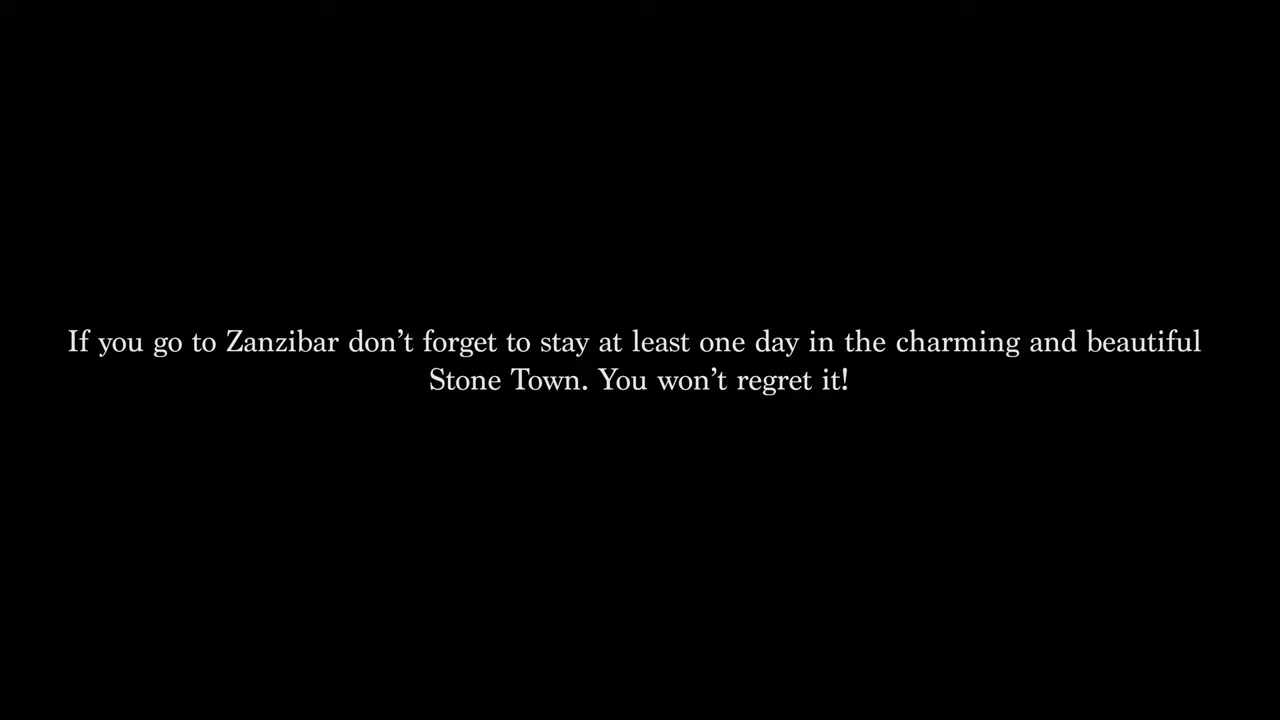 If you go to Zanzibar don’t forget to stay at least one day in the charming and beautiful
Stone Town. You won’t regret it!